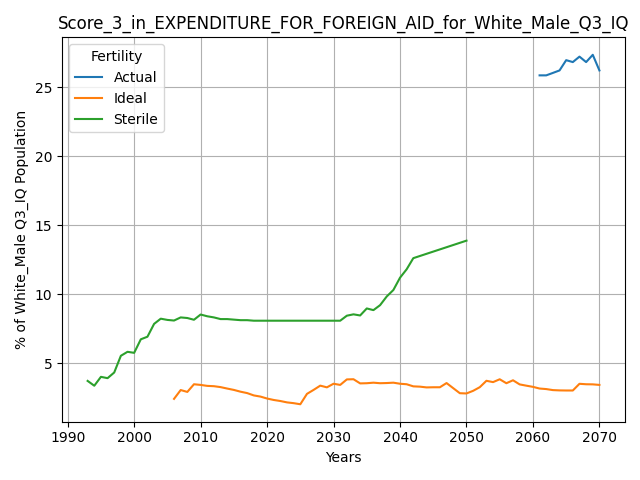 Score_3_in_EXPENDITURE_FOR_FOREIGN_AID_for_White_Male_Q3_IQ
Fertility
Actual
Ideal
Sterile
% of White_Male Q3_IQ Population
25
20
15
10
5
1990 2000 2010 2020 2030 2040 2050 2060 2070
Years